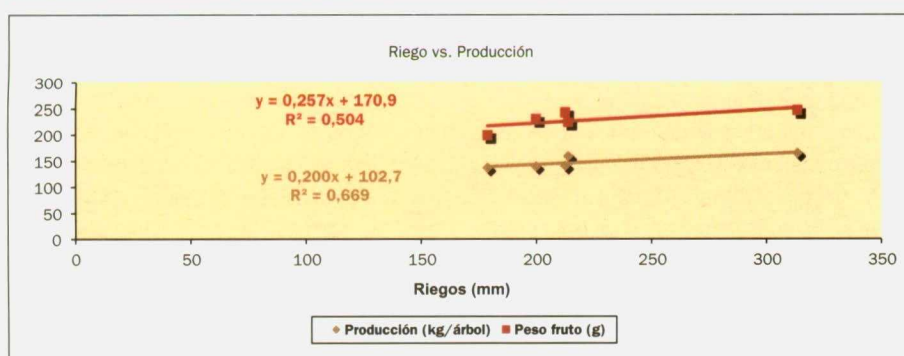 Riego vs. Producción
300
250
200
150
100
50
0
y = 0,257x + 170,9
R² = 0,504
y = 0,200x + 102,7
R² = 0,669
0 50 100 150 200 250 300 350
Riegos (mm)
Producción (kg/árbol) Peso fruto (g)